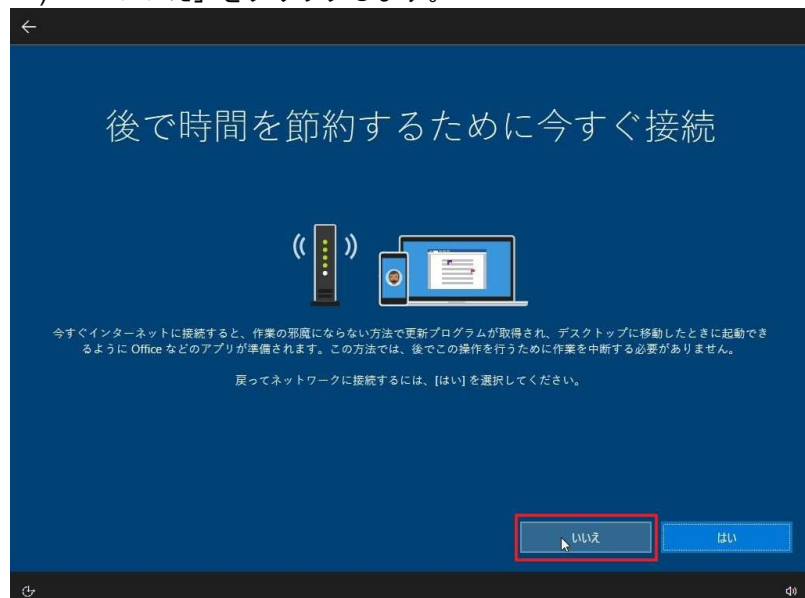 後で時間を節約するために今すぐ接続
今すぐインターネットに接続すると、作業の邪魔にならない方法で更新プログラムが取得され、デスクトップに移動したときに起動でき
るように Office などのアプリが準備されます。この方法では、後でこの操作を行うために作業を中断する必要がありません。
戻ってネットワークに接続するには、[はい] を選択してください。
いいえ
はい